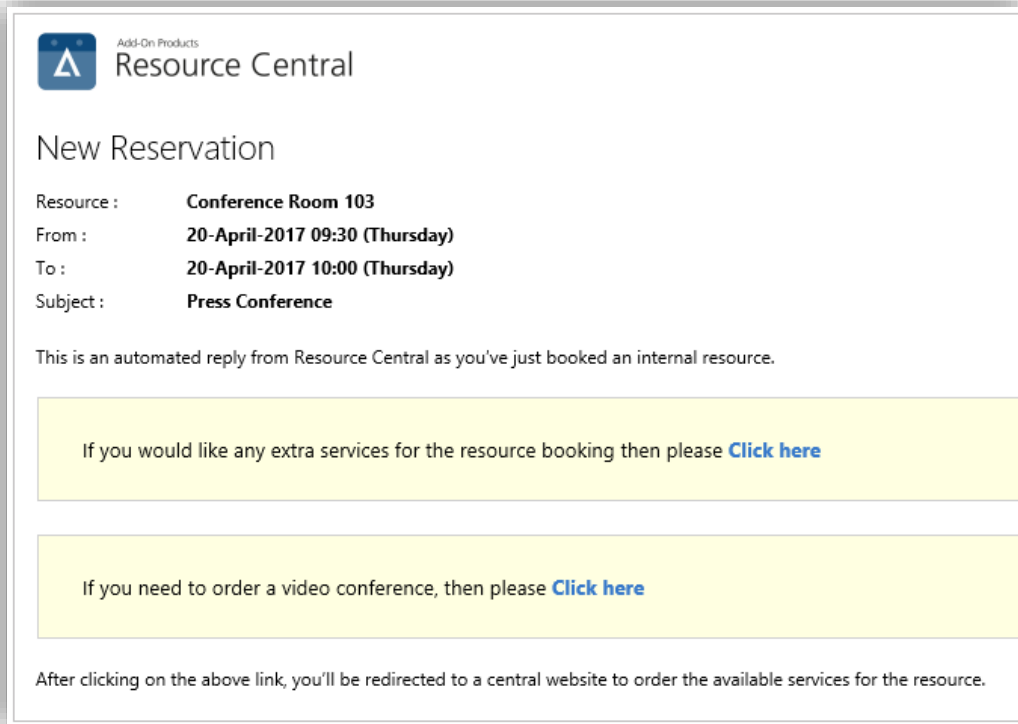 Add-On Products
Resource Central
New Reservation
Resource : Conference Room 103
From : 20-April-2017 09:30 (Thursday)
To : 20-April-2017 10:00 (Thursday)
Subject : Press Conference
This is an automated reply from Resource Central as you've just booked an internal resource.
If you would like any extra services for the resource booking then please Click here
If you need to order a video conference, then please Click here
After clicking on the above link, you'll be redirected to a central website to order the available services for the resource.